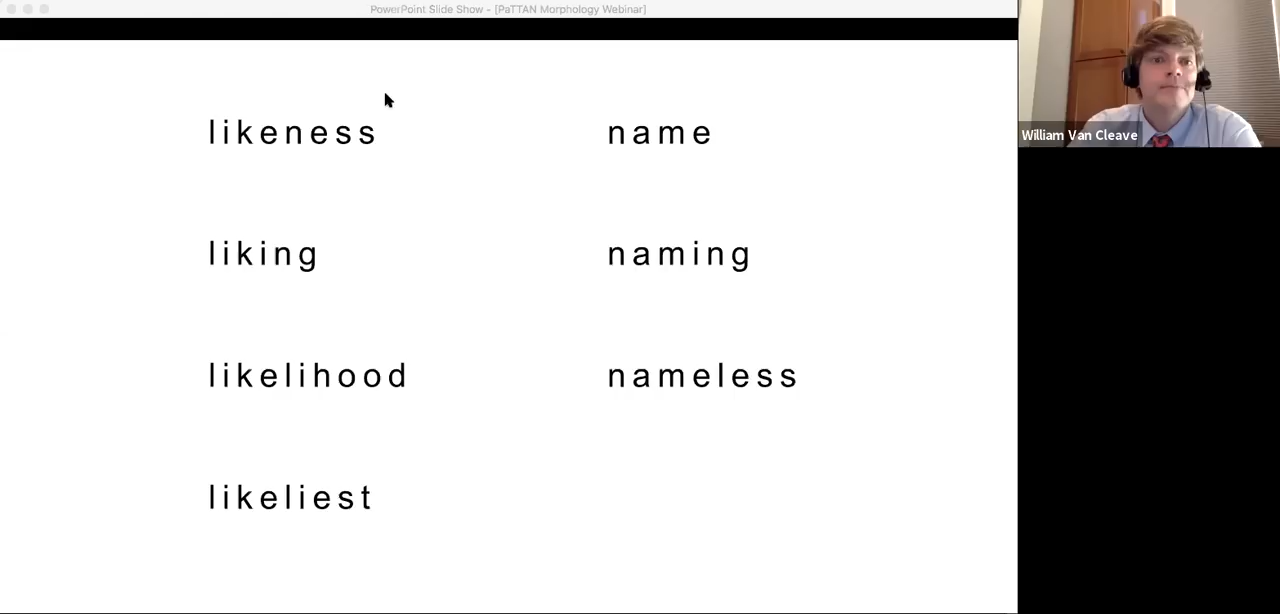 PowerPoint Slide Show - [PaTTAN Morphology Webinar]
likeness
name
William Van Cleave
liking
naming
likelihood
nameless
likeliest